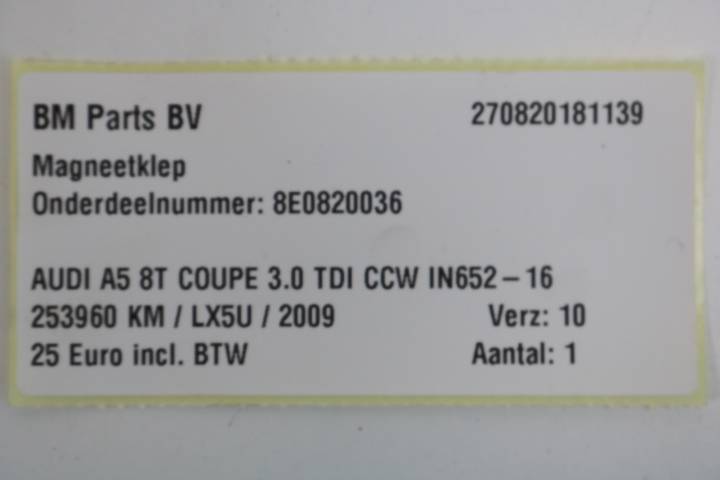 BM Parts BV 270820181139
Magneetklep
Onderdeelnummer: 8E0820036
AUDI A5 8T COUPE 3.0 TDI CCW IN652 – 16
253960 KM / LX5U / 2009 Verz: 10
25 Euro incl. BTW Aantal: 1